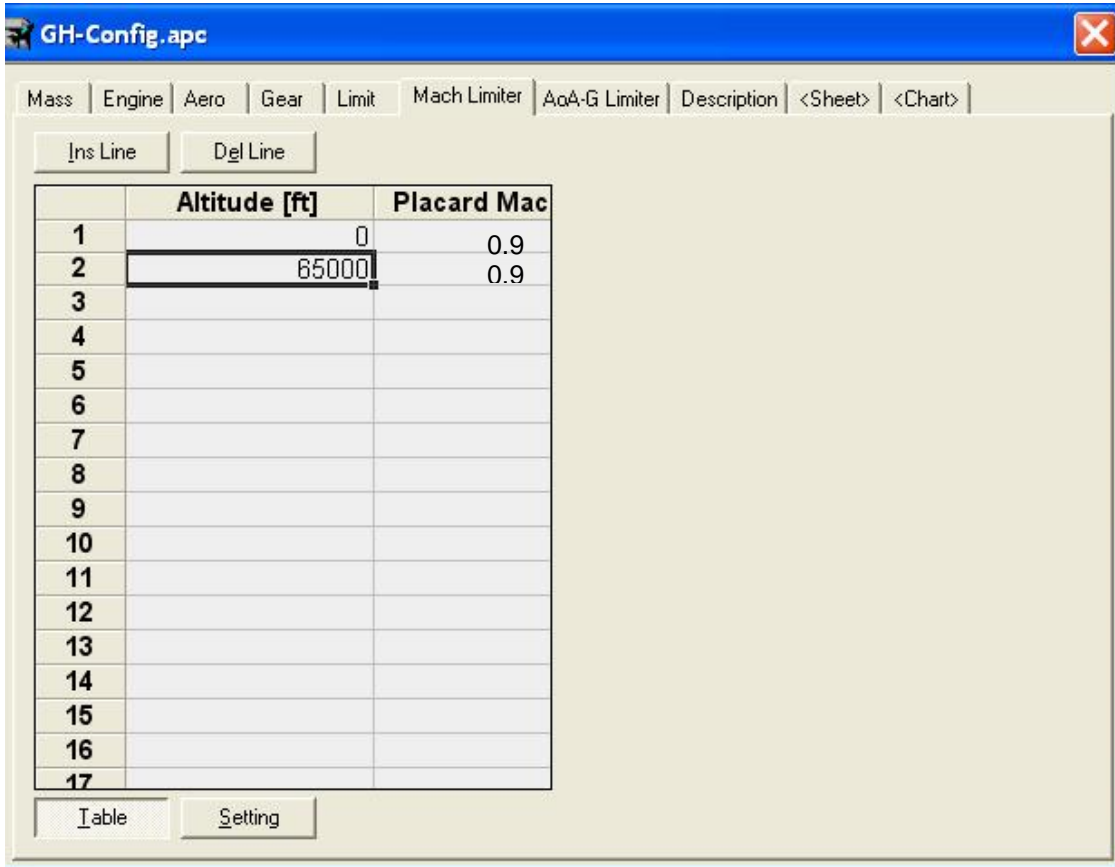 GH-Config.apc
Mass Engine Aero Gear Limit Mach Limiter AoA-G Limiter Description <Sheet> <Chart>
Ins Line Del Line
Altitude [ft] Placard Mac
1 0 0.9
2 65000 0.9
3
4
5
6
7
8
9
10
11
12
13
14
15
16
17
Table Setting